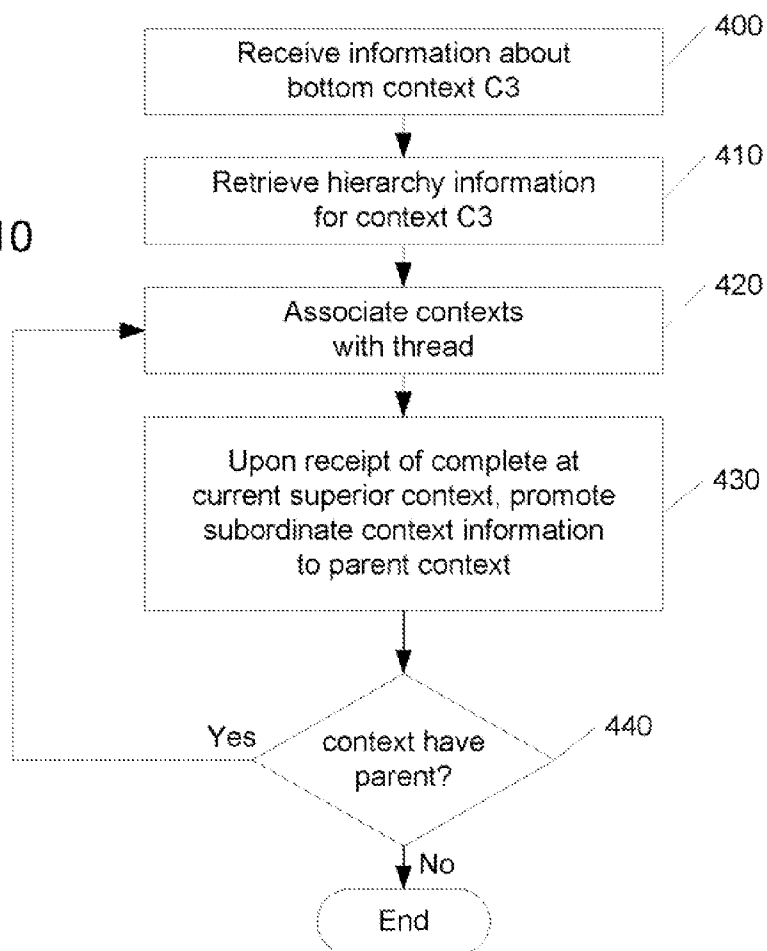 400
Receive information about
bottom context C3
410
Retrieve hierarchy information
for context C3
10
420
Associate contexts
with thread
Upon receipt of complete at
current superior context, promote
subordinate context information
to parent context
430
Yes
context have
parent?
440
No
End